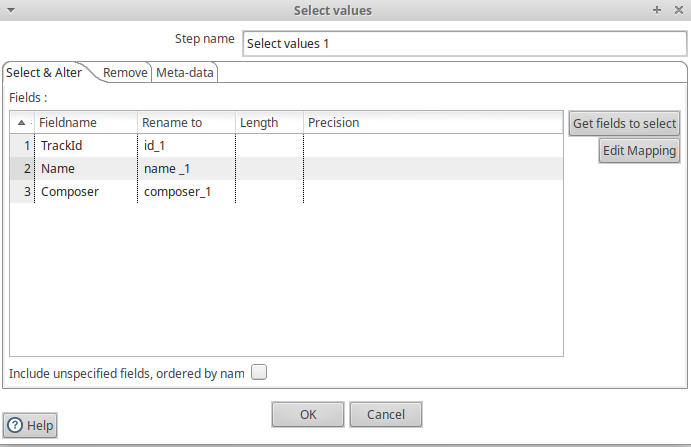 Select values
Step name Select values 1
Select & Alter Remove Meta-data
Fields :
Fieldname Rename to Length Precision
1 TrackId id_1
2 Name name _1
3 Composer composer_1
Get fields to select
Edit Mapping
Include unspecified fields, ordered by nam
OK Cancel
Help